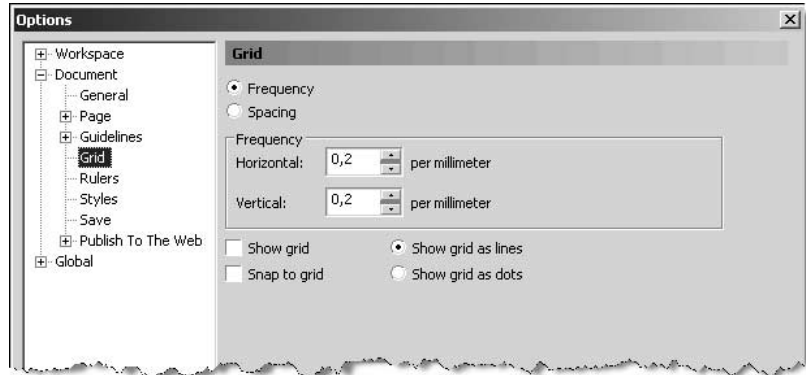 Options
Workspace
Document
General
Page
Guidelines
Grid
Rulers
Styles
Save
Publish To The Web
Global
Grid
Frequency
Spacing
Frequency
Horizontal: 0,2 per millimeter
Vertical: 0,2 per millimeter
Show grid Show grid as lines
Snap to grid Show grid as dots